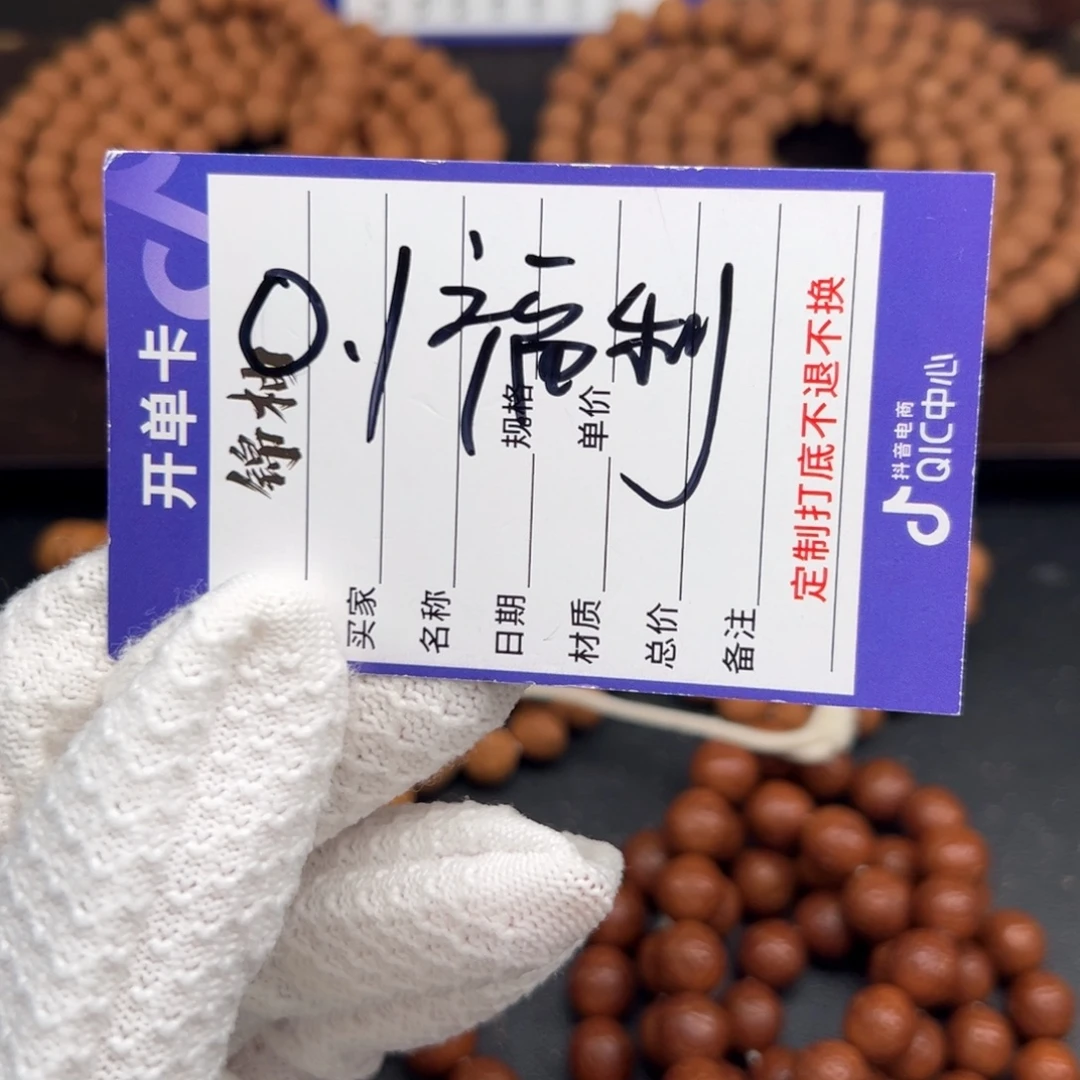 开单卡
錦柏
0.1福利
买家
名称
日期
规格
材质
单价
总价
备注
定制打底不退不换
抖音电商
QIC中心